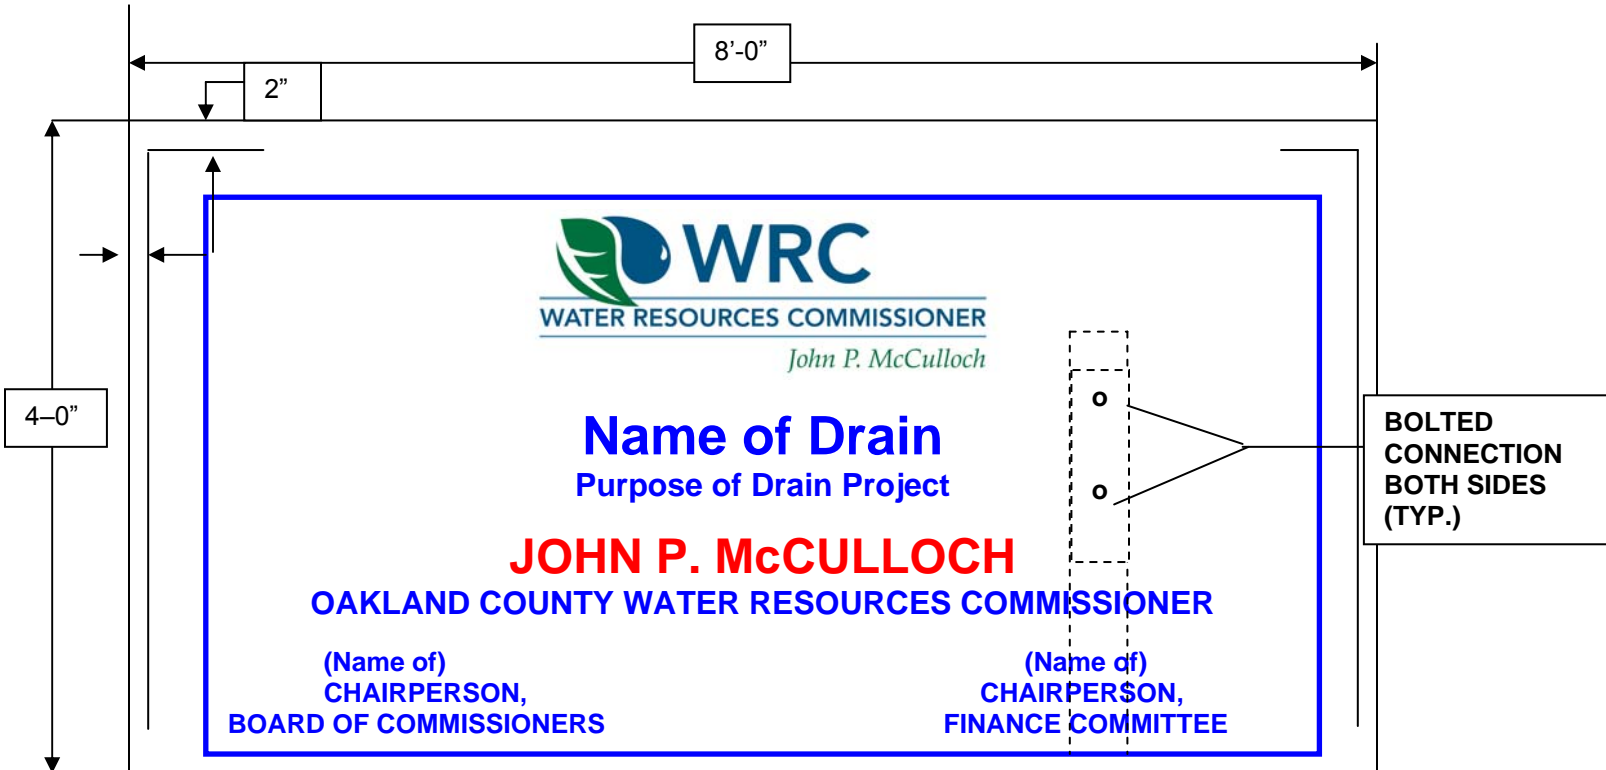 8’-0”
2”
WRC
WATER RESOURCES COMMISSIONER
John P. McCulloch
4–0”
o
o
BOLTED
CONNECTION
BOTH SIDES
(TYP.)
Name of Drain
Purpose of Drain Project
JOHN P. McCULLOCH
OAKLAND COUNTY WATER RESOURCES COMMISSIONER
(Name of)
CHAIRPERSON,
BOARD OF COMMISSIONERS
(Name of)
CHAIRPERSON,
FINANCE COMMITTEE